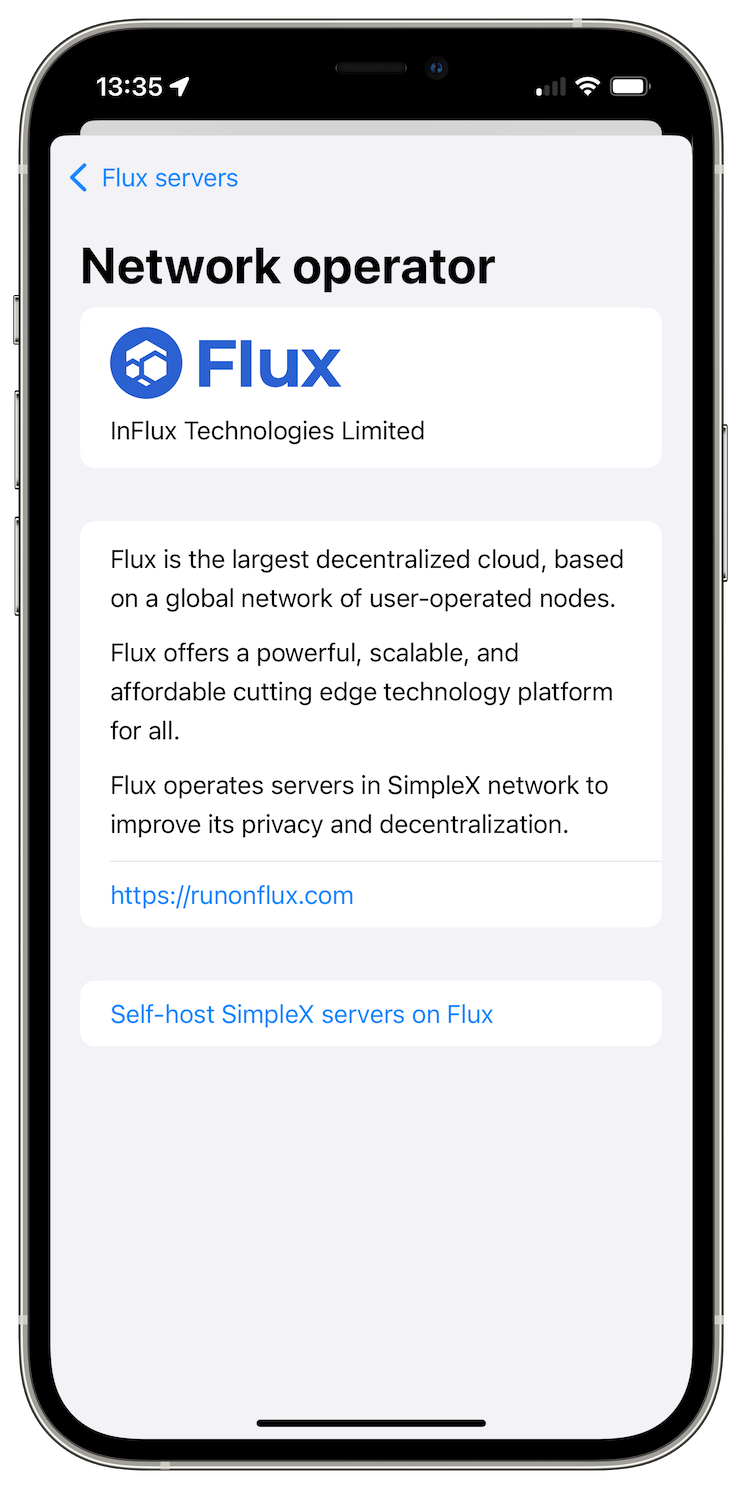 13:35
Flux servers
Network operator
Flux
InFlux Technologies Limited
Flux is the largest decentralized cloud, based
on a global network of user-operated nodes.
Flux offers a powerful, scalable, and
affordable cutting edge technology platform
for all.
Flux operates servers in SimpleX network to
improve its privacy and decentralization.
https://runonflux.com
Self-host SimpleX servers on Flux